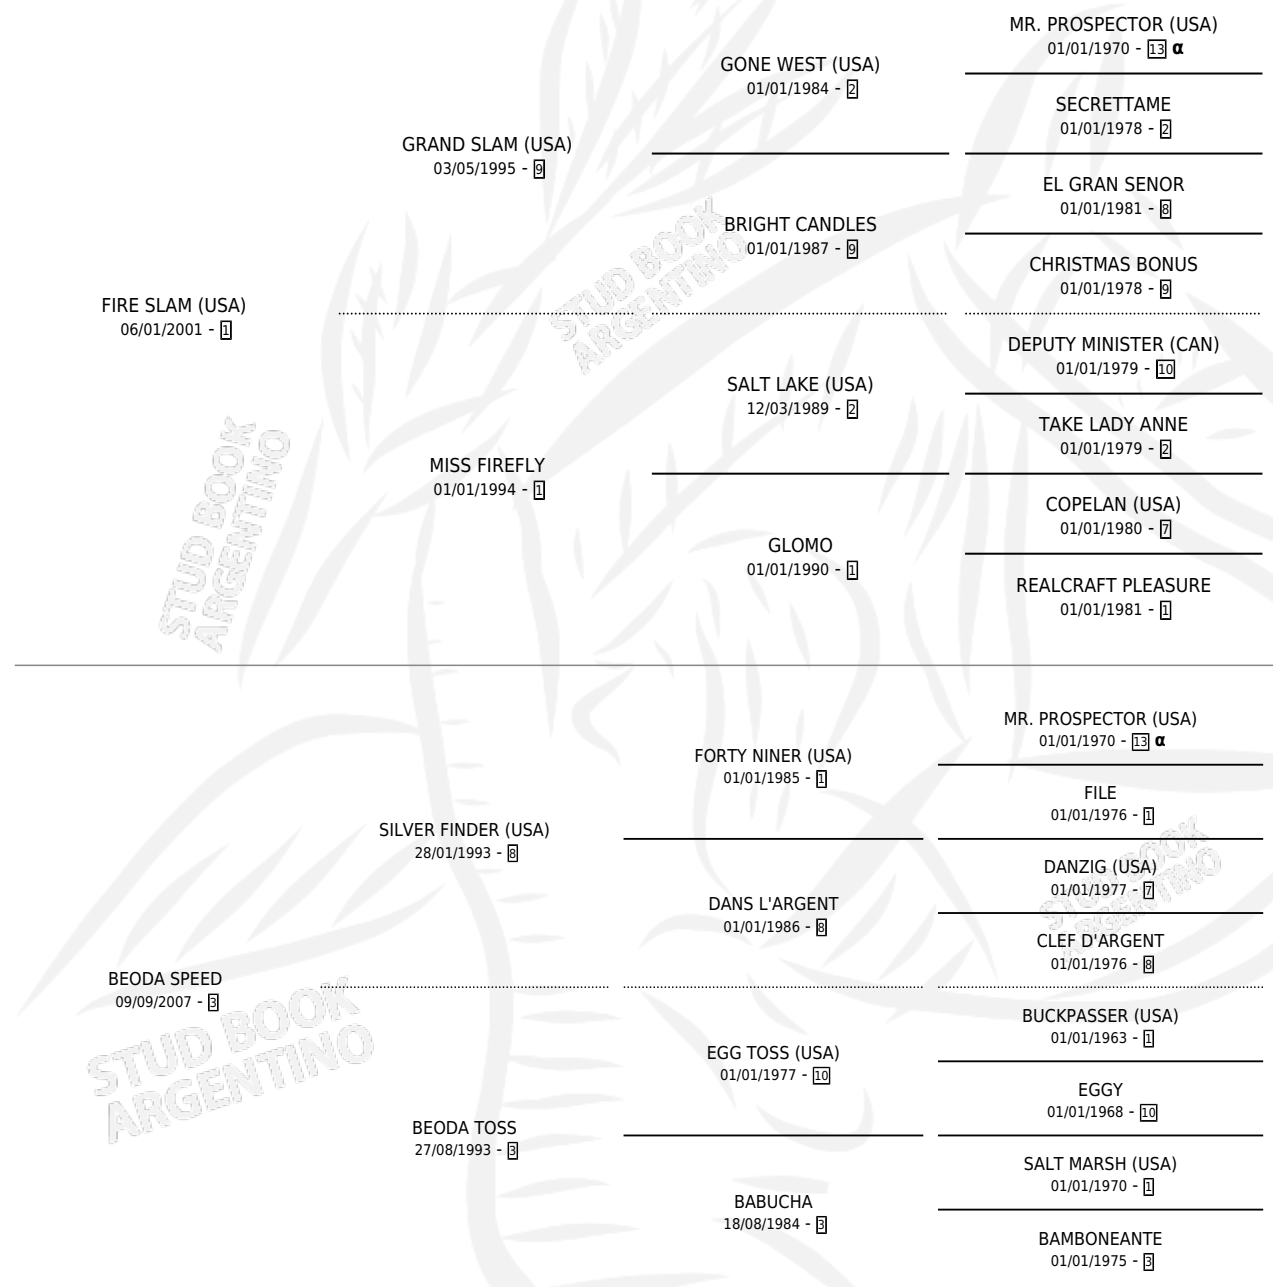 MR. PROSPECTOR (USA)
01/01/1970 - 13 α
GONE WEST (USA)
01/01/1984 - 2
SECRETTAME
01/01/1978 - 2
GRAND SLAM (USA)
03/05/1995 - 9
EL GRAN SENOR
01/01/1981 - 8
BRIGHT CANDLES
01/01/1987 - 9
CHRISTMAS BONUS
01/01/1978 - 9
FIRE SLAM (USA)
06/01/2001 - 1
DEPUTY MINISTER (CAN)
01/01/1979 - 10
SALT LAKE (USA)
12/03/1989 - 2
TAKE LADY ANNE
01/01/1979 - 2
MISS FIREFLY
01/01/1994 - 1
COPELAN (USA)
01/01/1980 - 7
GLOMO
01/01/1990 - 1
REALCRAFT PLEASURE
01/01/1981 - 1
MR. PROSPECTOR (USA)
01/01/1970 - 13 α
FORTY NINER (USA)
01/01/1985 - 1
FILE
01/01/1976 - 1
SILVER FINDER (USA)
28/01/1993 - 8
DANZIG (USA)
01/01/1977 - 7
DANS L'ARGENT
01/01/1986 - 8
CLEF D'ARGENT
01/01/1976 - 8
BEODA SPEED
09/09/2007 - 3
BUCKPASSER (USA)
01/01/1963 - 1
EGG TOSS (USA)
01/01/1977 - 10
EGGY
01/01/1968 - 10
BEODA TOSS
27/08/1993 - 3
SALT MARSH (USA)
01/01/1970 - 1
BABUCHA
18/08/1984 - 3
BAMBONEANTE
01/01/1975 - 3
STUD BOOK
ARGENTINO
STUD BOOK
ARGENTINO
STUD BOOK
ARGENTINO
STUD BOOK
ARGENTINO